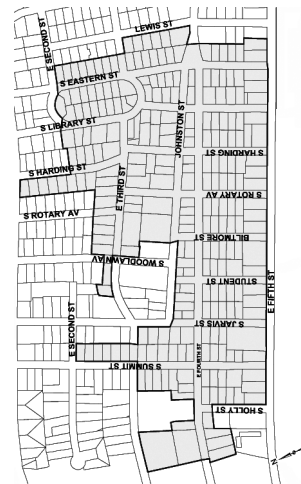 LEWIS ST
E SECOND ST
S EASTERN ST
S LIBRARY ST
JOHNSTON ST
S HARDING ST
S HARDING ST
E THIRD ST
S ROTARY AV
S ROTARY AV
BILTMORE ST
S WOODLAWN AV
STUDENT ST
E FIFTH ST
E SECOND ST
S JARVIS ST
S SUMMIT ST
E FOURTH ST
S HOLLY ST
N